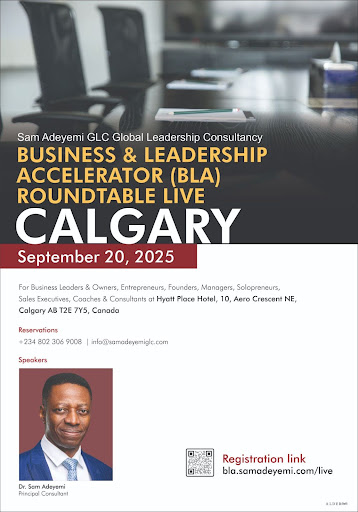 Sam Adeyemi GLC Global Leadership Consultancy
BUSINESS & LEADERSHIP
ACCELERATOR (BLA)
ROUNDTABLE LIVE
CALGARY
September 20, 2025
For Business Leaders & Owners, Entrepreneurs, Founders, Managers, Solopreneurs,
Sales Executives, Coaches & Consultants at Hyatt Place Hotel, 10, Aero Crescent NE,
Calgary AB T2E 7Y5, Canada
Reservations
+234 802 306 9008 | info@samadeyemiglc.com
Speakers
Dr. Sam Adeyemi
Principal Consultant
Registration link
bla.samadeyemi.com/live